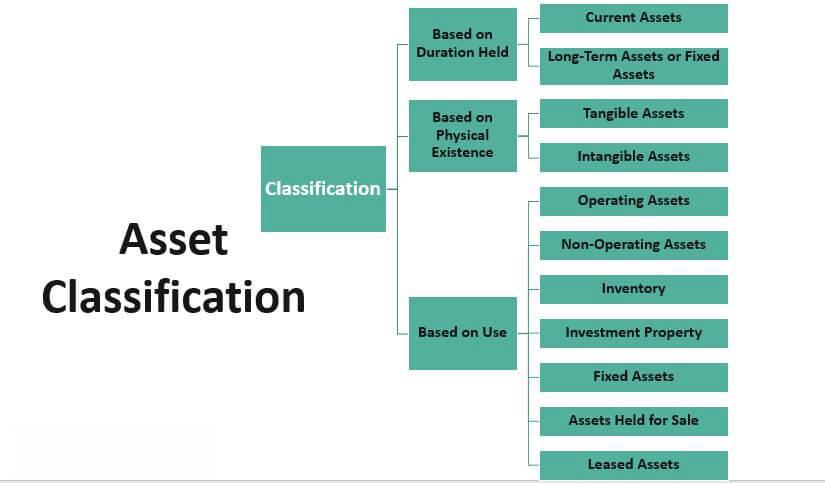 Asset
Classification
Classification
Based on
Duration Held
Current Assets
Long-Term Assets or Fixed
Assets
Based on
Physical
Existence
Tangible Assets
Intangible Assets
Based on Use
Operating Assets
Non-Operating Assets
Inventory
Investment Property
Fixed Assets
Assets Held for Sale
Leased Assets